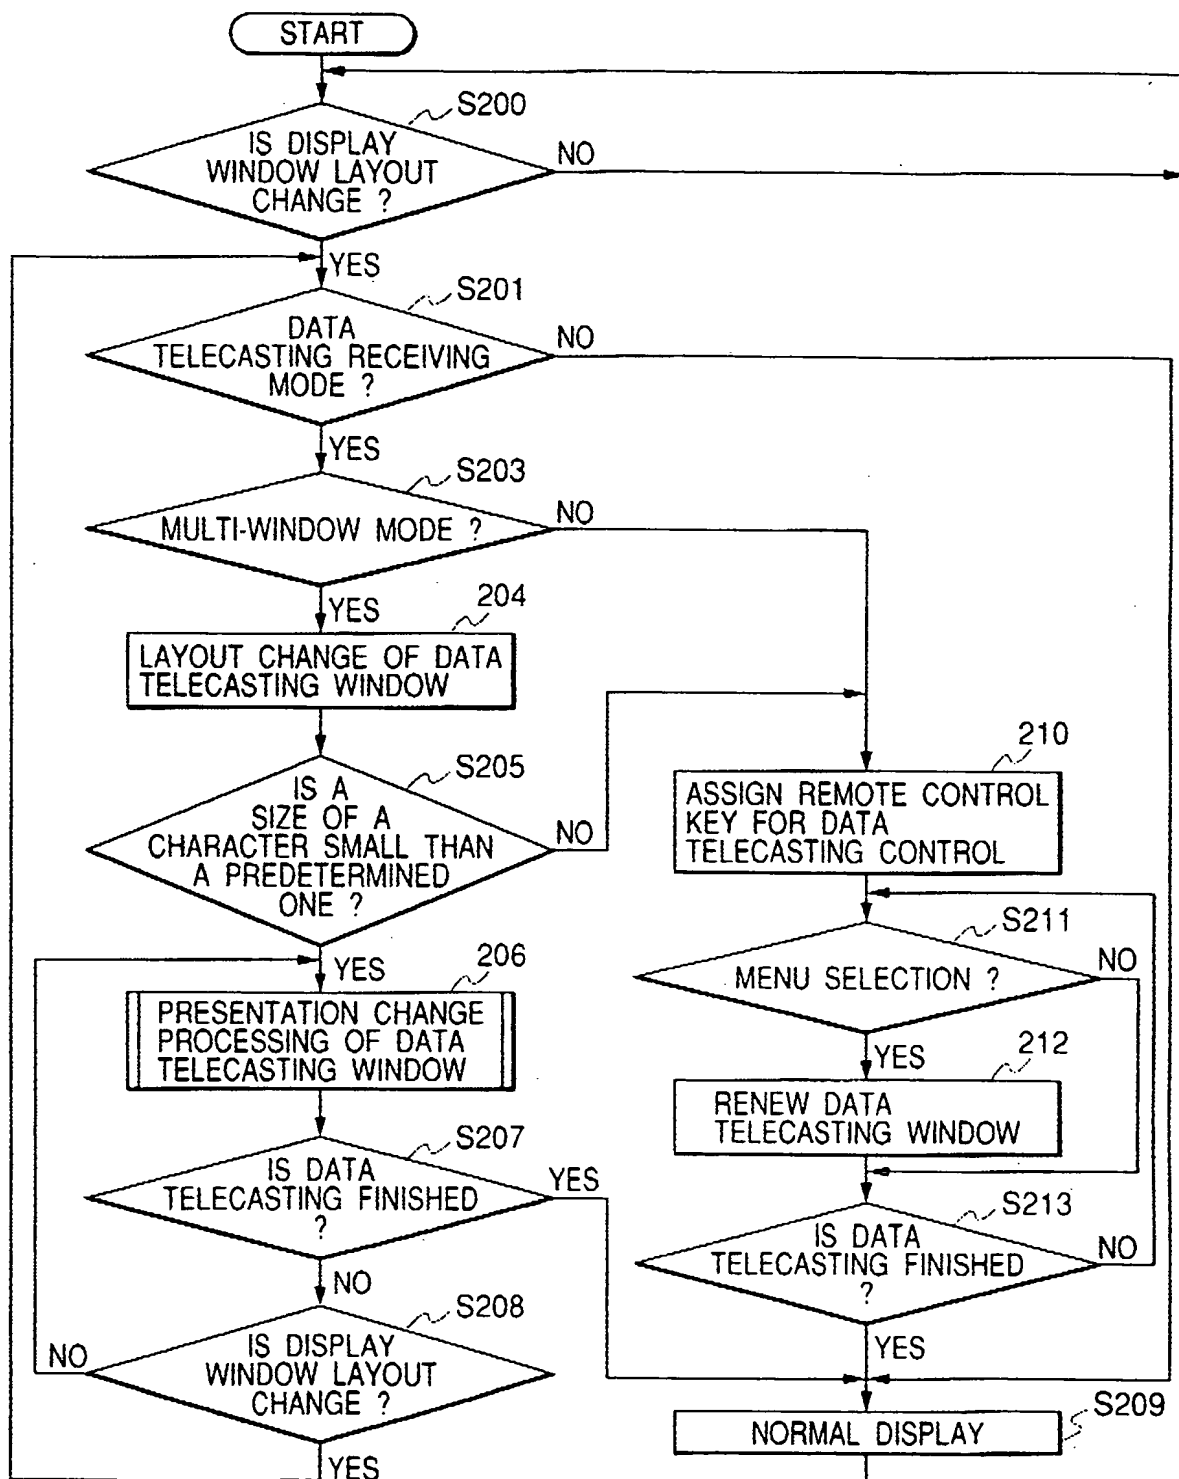 START
S200
IS DISPLAY
WINDOW LAYOUT
CHANGE ?
NO
YES
S201
DATA
TELECASTING RECEIVING
MODE ?
NO
YES
S203
MULTI-WINDOW MODE ?
NO
YES
204
LAYOUT CHANGE OF DATA
TELECASTING WINDOW
S205
IS A
SIZE OF A
CHARACTER SMALL THAN
A PREDETERMINED
ONE ?
NO
YES
206
PRESENTATION CHANGE
PROCESSING OF DATA
TELECASTING WINDOW
S207
IS DATA
TELECASTING FINISHED
?
YES
NO
S208
IS DISPLAY
WINDOW LAYOUT
CHANGE ?
NO
YES
210
ASSIGN REMOTE CONTROL
KEY FOR DATA
TELECASTING CONTROL
S211
MENU SELECTION ?
NO
YES
212
RENEW DATA
TELECASTING WINDOW
S213
IS DATA
TELECASTING FINISHED
?
NO
YES
S209
NORMAL DISPLAY